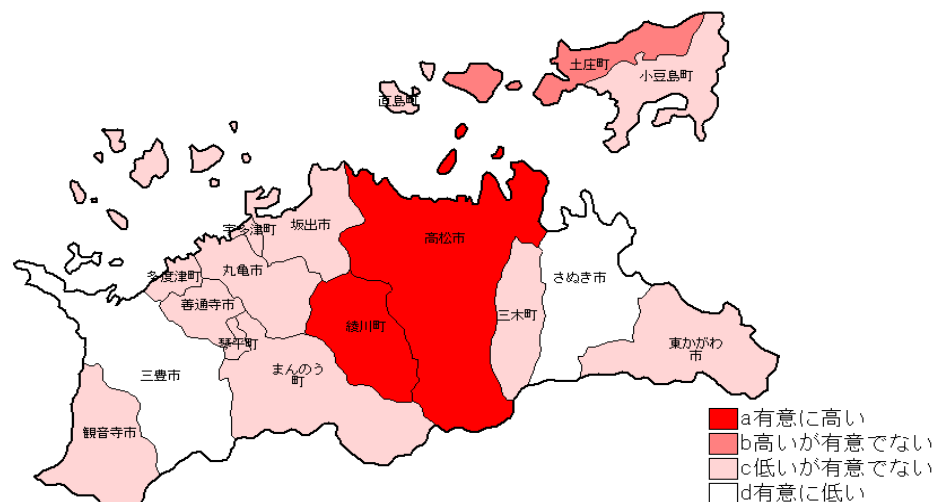 土庄町
小豆島町
直島町
宇多津町
坂出市
高松市
多度津町
丸亀市
さぬき市
善通寺市
綾川町
三木町
琴平町
東かがわ
市
三豊市
まんのう
町
観音寺市
a有意に高い
b高いが有意でない
c低いが有意でない
d有意に低い